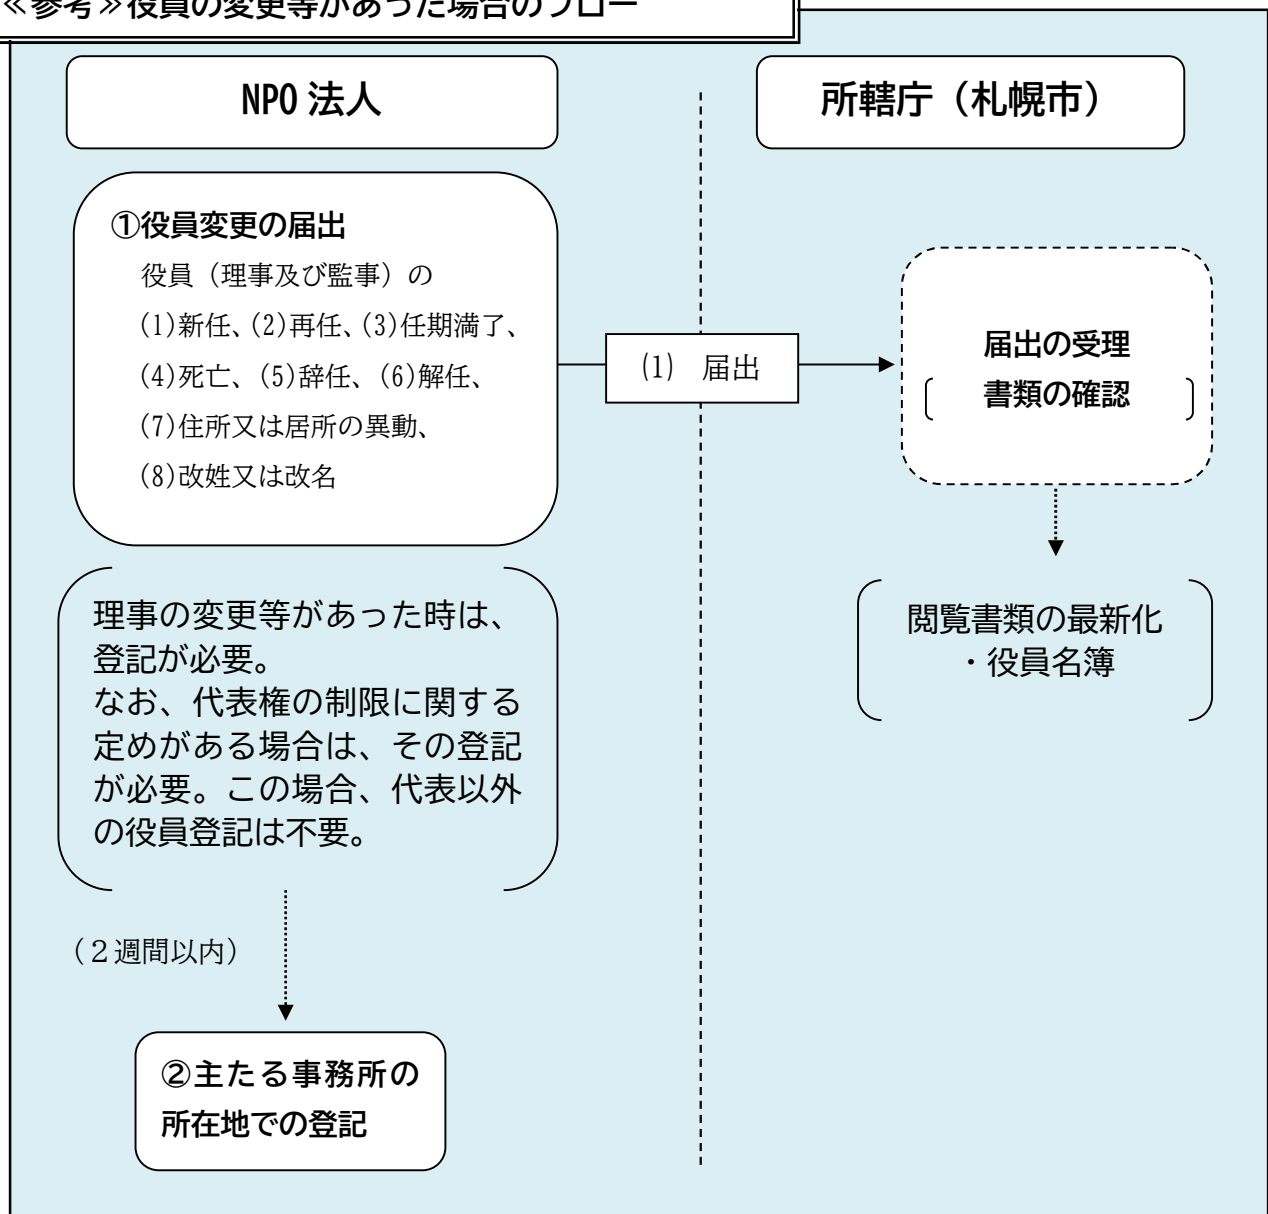 ≪参考≫役員の変更等があった場合のフロー
NPO 法人
所轄庁（札幌市）
①役員変更の届出
役員（理事及び監事）の
(1)新任、(2)再任、(3)任期満了、
(4)死亡、(5)辞任、(6)解任、
(7)住所又は居所の異動、
(8)改姓又は改名
(1) 届出
届出の受理
書類の確認
理事の変更等があった時は、
登記が必要。
なお、代表権の制限に関する
定めがある場合は、その登記
が必要。この場合、代表以外
の役員登記は不要。
閲覧書類の最新化
・役員名簿
（２週間以内）
②主たる事務所の
所在地での登記